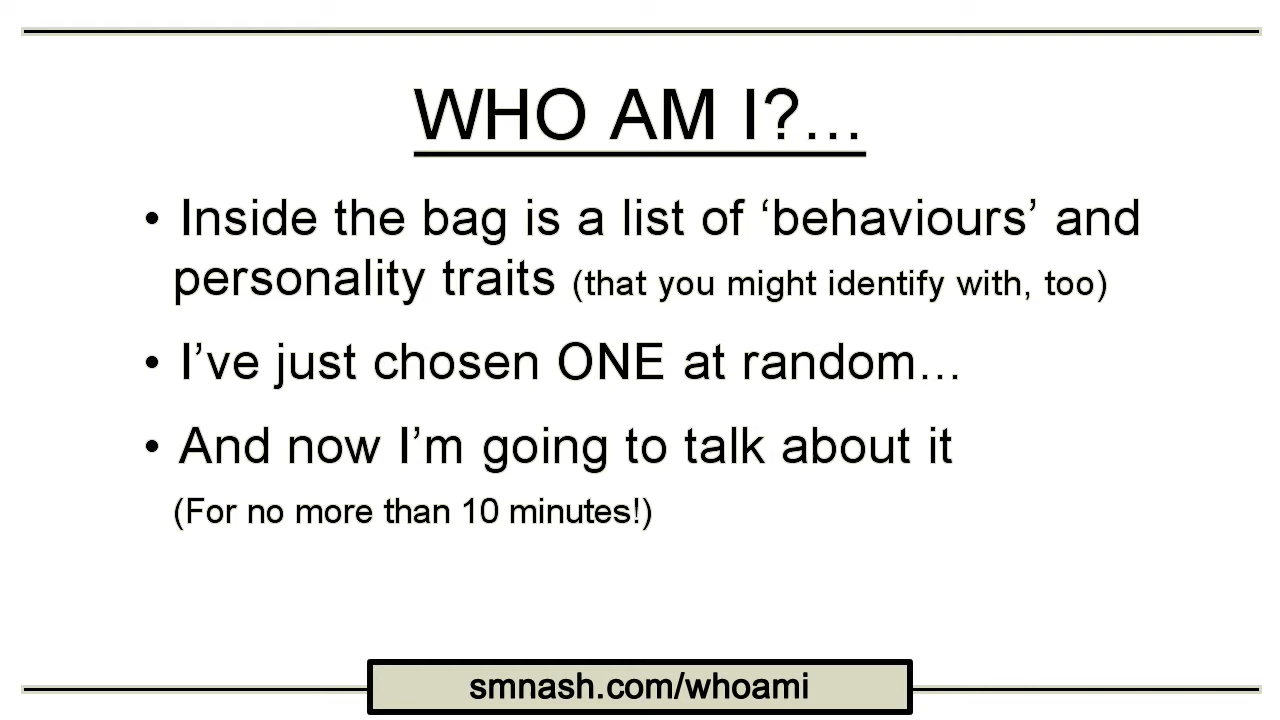 WHO AM I?...
• Inside the bag is a list of ‘behaviours’ and
personality traits (that you might identify with, too)
• I’ve just chosen ONE at random...
• And now I’m going to talk about it
(For no more than 10 minutes!)
smnash.com/whoami